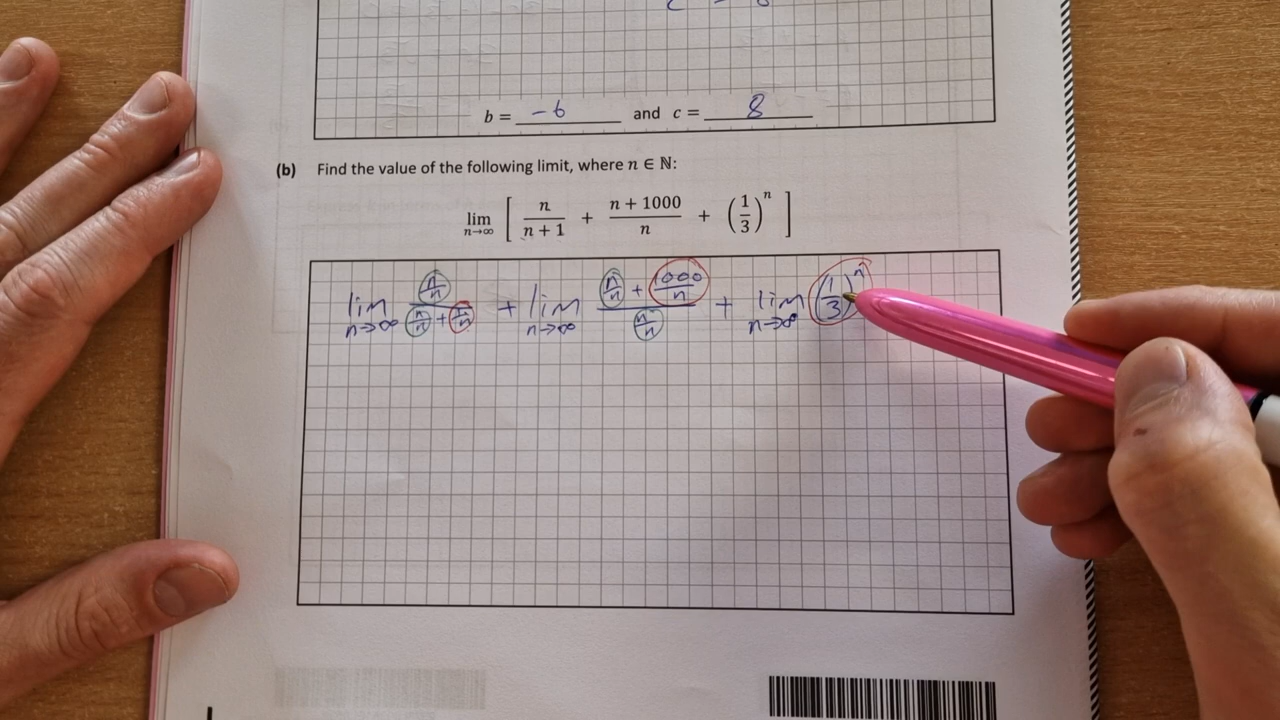 b = -6 and c = 8
(b) Find the value of the following limit, where n ∈ ℕ:
lim n→∞ [ n/(n + 1) + (n + 1000)/n + (1/3)^n ]
lim n→∞ (n/n)/(n/n + 1/n) + lim n→∞ (n/n + 1000/n)/(n/n) + lim n→∞ (1/3)^n